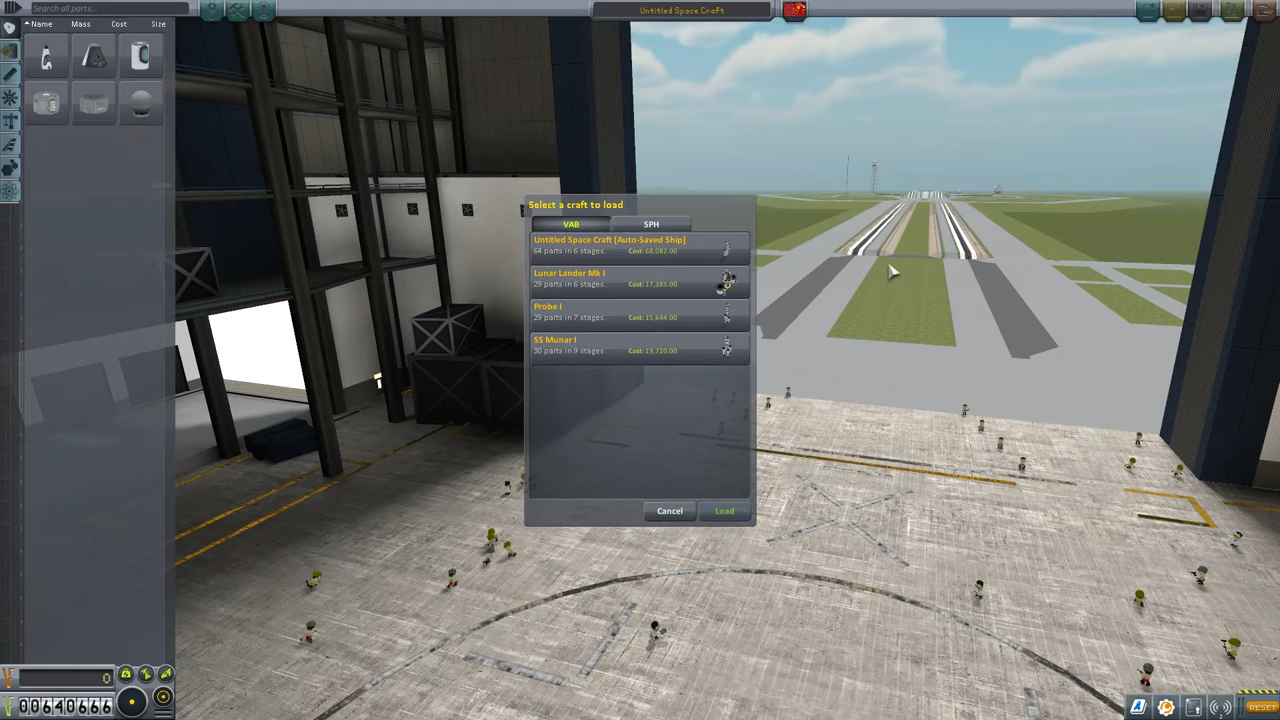 Search all parts..
Untitled Space Craft
Name Mass Cost Size
Select a craft to load
VAB SPH
Untitled Space Craft [Auto-Saved Ship]
64 parts in 6 stages. Cost: 68,082.00
Lunar Lander Mk I
29 parts in 6 stages. Cost: 17,385.00
Probe I
29 parts in 7 stages. Cost: 15,644.00
SS Munar I
30 parts in 9 stages. Cost: 19,720.00
Cancel Load
0
00640666
RESET